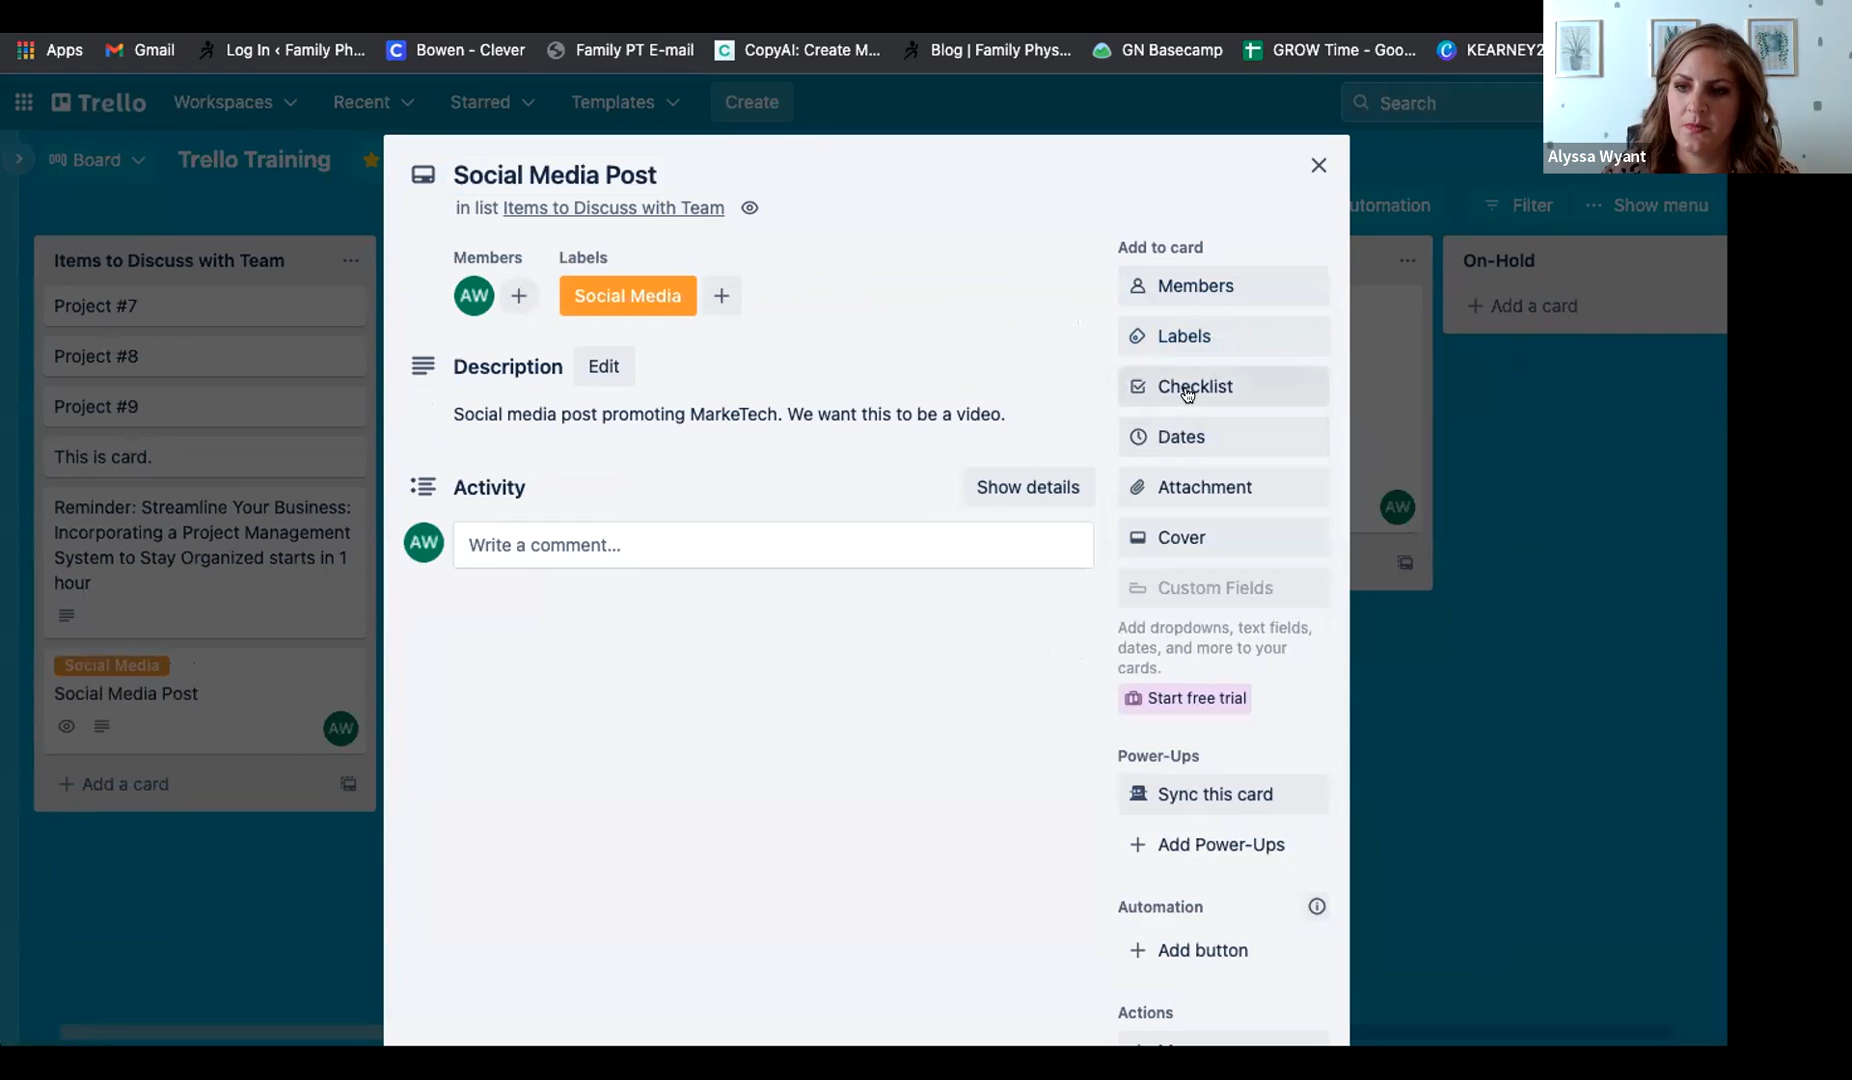 Apps
Gmail
Log In ‹ Family Ph...
Bowen - Clever
Family PT E-mail
CopyAI: Create M...
Blog | Family Phys...
GN Basecamp
GROW Time - Goo...
KEARNEY2
Alyssa Wyant
Trello
Workspaces
Recent
Starred
Templates
Create
Search
Board
Trello Training
utomation
Filter
Show menu
Items to Discuss with Team
Project #7
Project #8
Project #9
This is card.
Reminder: Streamline Your Business:
Incorporating a Project Management
System to Stay Organized starts in 1
hour
Social Media
Social Media Post
AW
+ Add a card
Social Media Post
in list Items to Discuss with Team
Members
Labels
AW
+
Social Media
+
Description
Edit
Social media post promoting MarkeTech. We want this to be a video.
Activity
Show details
AW
Write a comment...
Add to card
Members
Labels
Checklist
Dates
Attachment
Cover
Custom Fields
Add dropdowns, text fields,
dates, and more to your
cards.
Start free trial
Power-Ups
Sync this card
+ Add Power-Ups
Automation
+ Add button
Actions
AW
On-Hold
+ Add a card